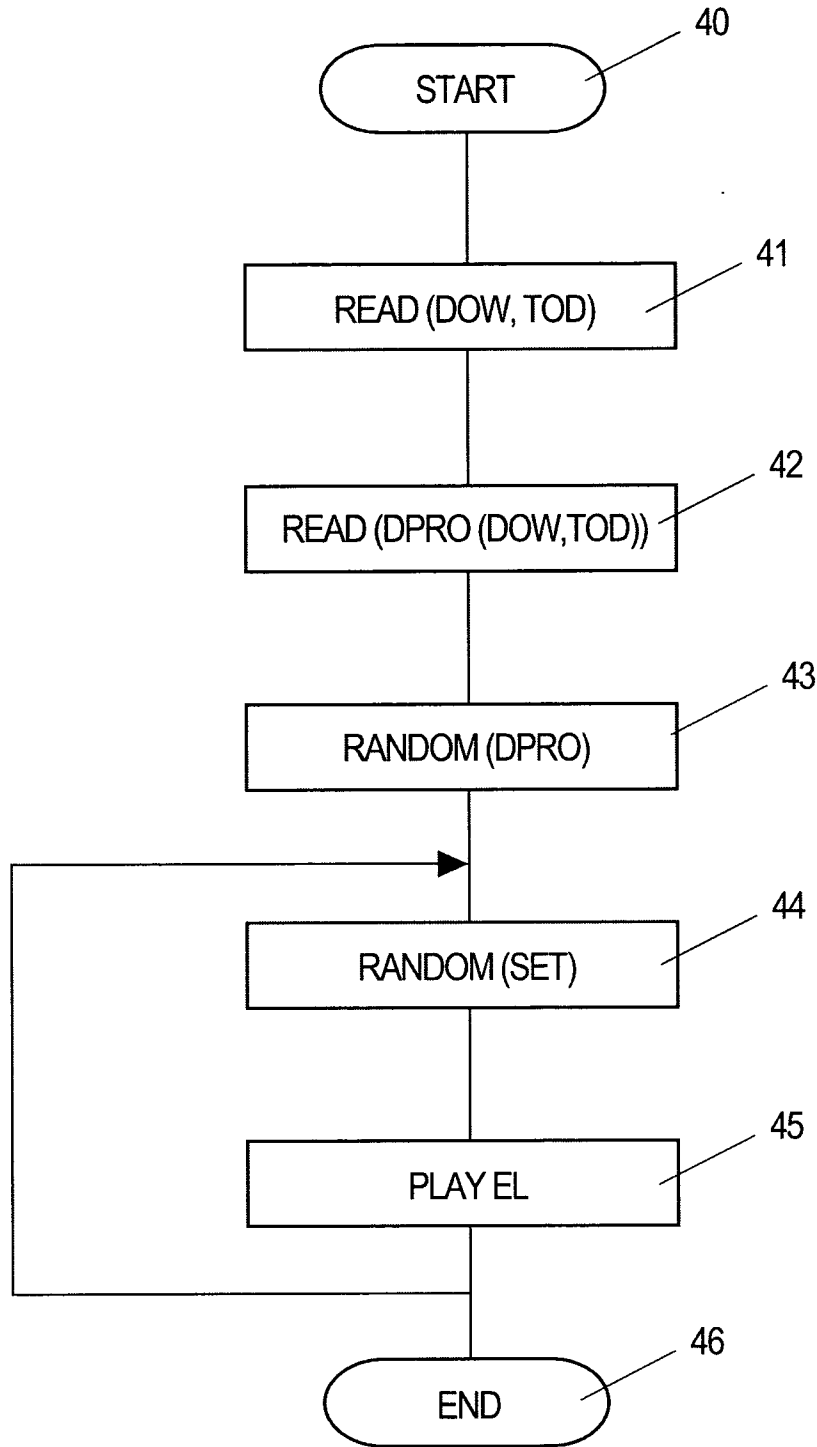 40
START
41
READ (DOW, TOD)
42
READ (DPRO (DOW,TOD))
43
RANDOM (DPRO)
44
RANDOM (SET)
45
PLAY EL
46
END